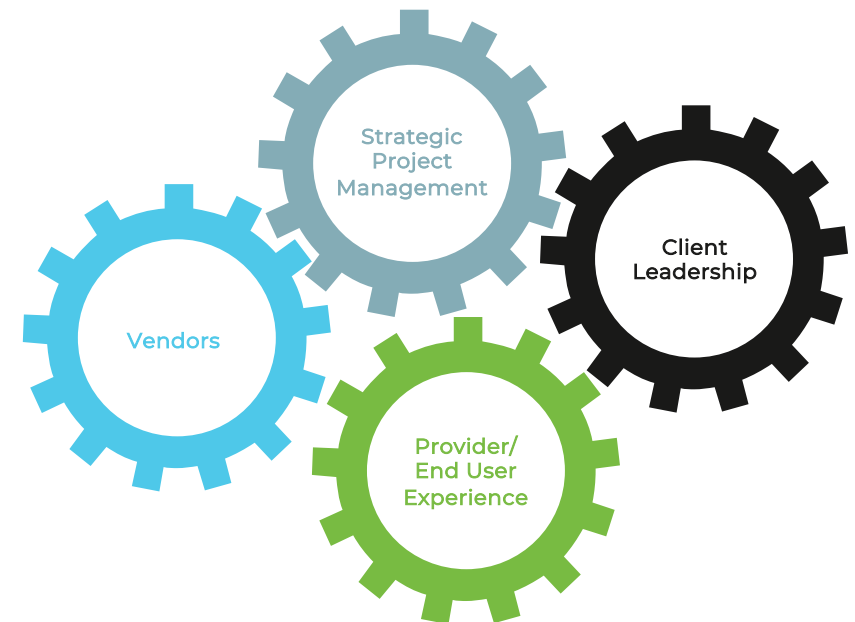 Strategic
Project
Management
Client
Leadership
Vendors
Provider/
End User
Experience